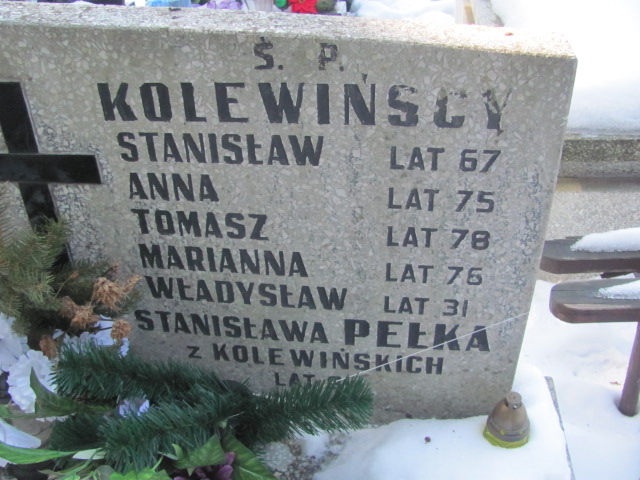 Ś. P.
KOLEWIŃSCY
STANISŁAW LAT 67
ANNA LAT 75
TOMASZ LAT 78
MARIANNA LAT 76
WŁADYSŁAW LAT 31
STANISŁAWA PEŁKA
z KOLEWIŃSKICH
LAT